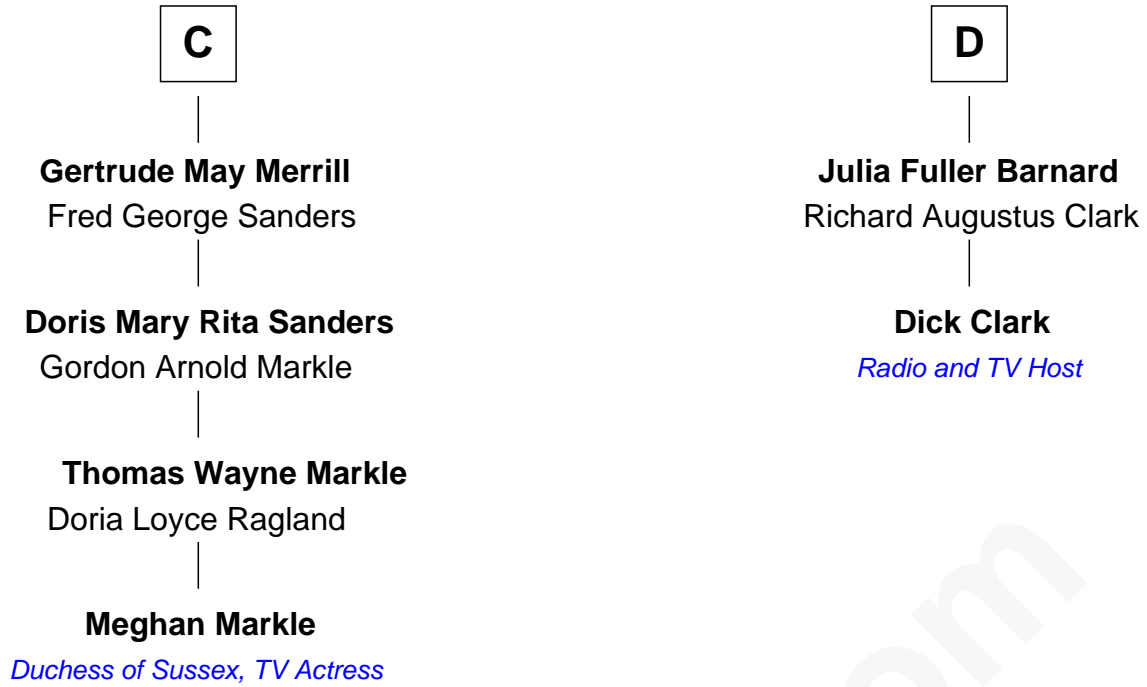 C
Gertrude May Merrill
Fred George Sanders
Doris Mary Rita Sanders
Gordon Arnold Markle
Thomas Wayne Markle
Doria Loyce Ragland
Meghan Markle
Duchess of Sussex, TV Actress
D
Julia Fuller Barnard
Richard Augustus Clark
Dick Clark
Radio and TV Host
om